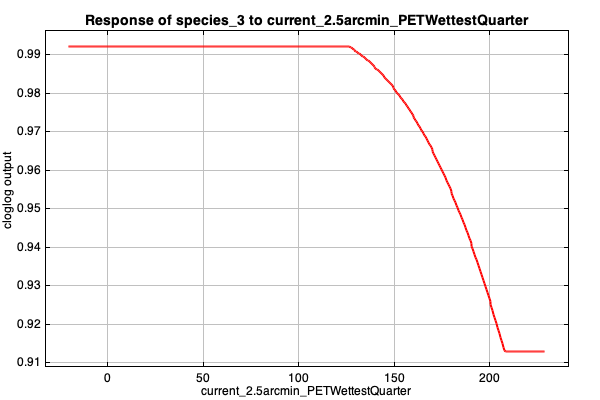 Response of species_3 to current_2.5arcmin_PETWettestQuarter
0.99
0.98
0.97
0.96
0.95
0.94
0.93
0.92
0.91
cloglog output
0 50 100 150 200
current_2.5arcmin_PETWettestQuarter